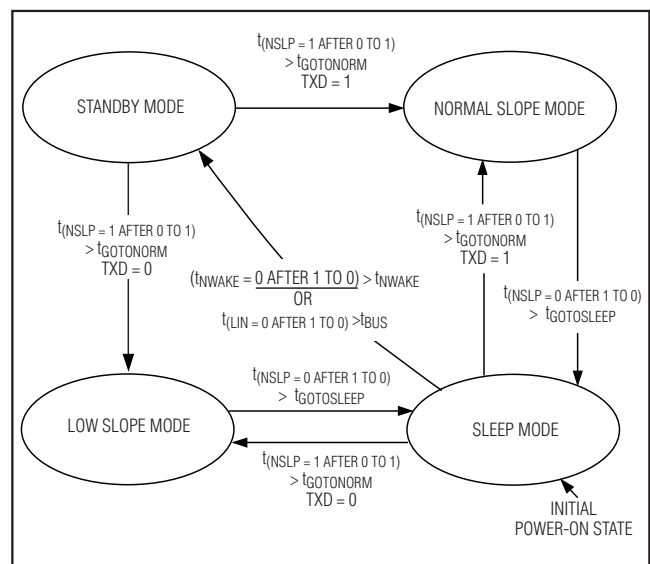 t(NSLP = 1 AFTER 0 TO 1)
> tGOTONORM
TXD = 1
STANDBY MODE
NORMAL SLOPE MODE
t(NSLP = 1 AFTER 0 TO 1)
> tGOTONORM
TXD = 0
t(NSLP = 1 AFTER 0 TO 1)
> tGOTONORM
TXD = 1
(tNWAKE = 0 AFTER 1 TO 0) > tNWAKE
OR
t(LIN = 0 AFTER 1 TO 0) >tBUS
t(NSLP = 0 AFTER 1 TO 0)
> tGOTOSLEEP
t(NSLP = 0 AFTER 1 TO 0)
> tGOTOSLEEP
LOW SLOPE MODE
SLEEP MODE
t(NSLP = 1 AFTER 0 TO 1)
> tGOTONORM
TXD = 0
INITIAL
POWER-ON STATE